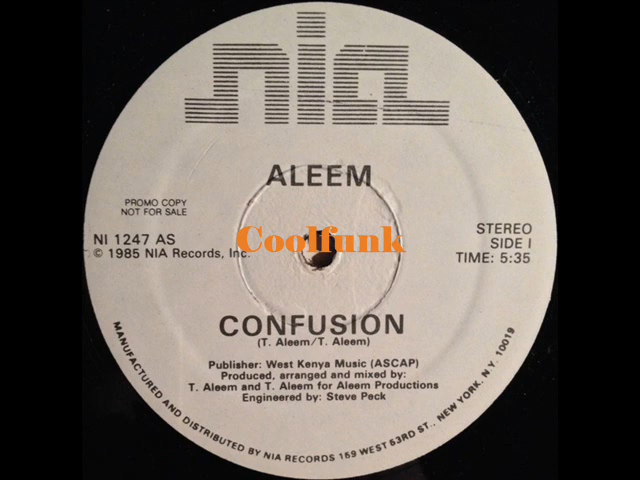 nia
ALEEM
PROMO COPY
NOT FOR SALE
NI 1247 AS
© 1985 NIA Records, Inc.
STEREO
SIDE I
TIME: 5:35
Coolfunk
CONFUSION
(T. Aleem/T. Aleem)
Publisher: West Kenya Music (ASCAP)
Produced, arranged and mixed by:
T. Aleem and T. Aleem for Aleem Productions
Engineered by: Steve Peck
MANUFACTURED AND DISTRIBUTED BY NIA RECORDS 169 WEST 63RD ST., NEW YORK, N.Y. 10019